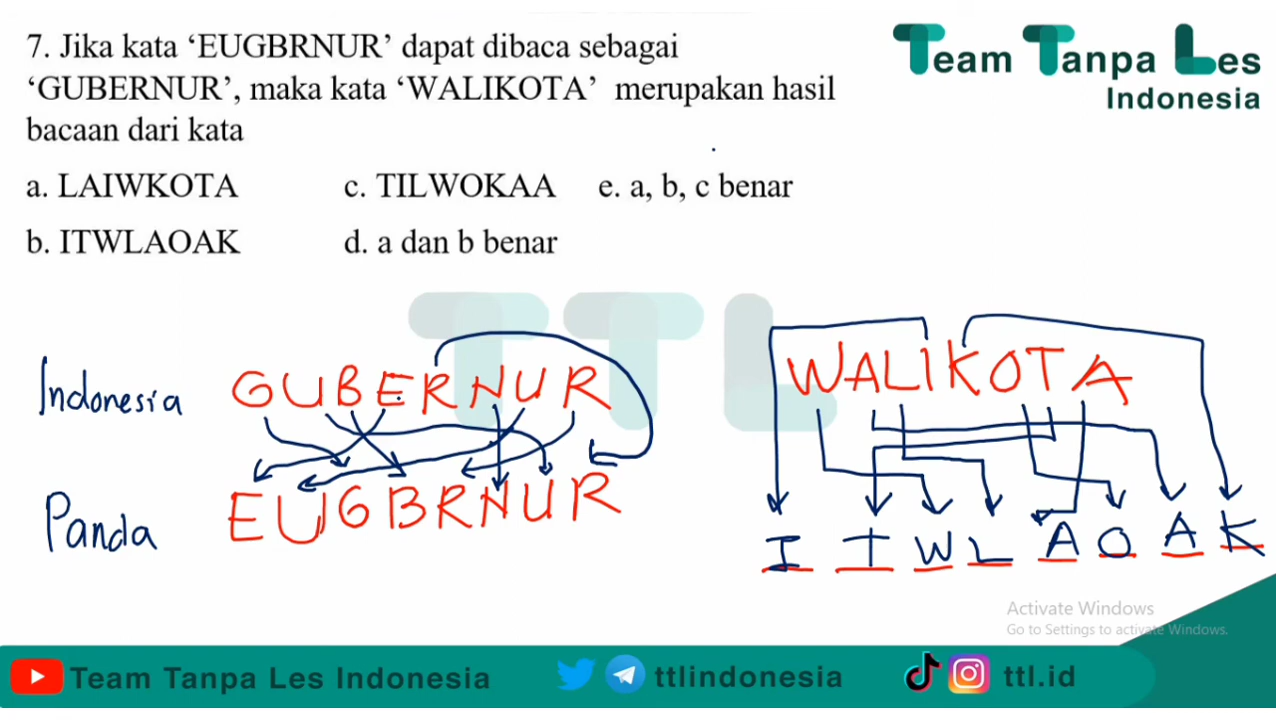 7. Jika kata ‘EUGBRNUR’ dapat dibaca sebagai
‘GUBERNUR’, maka kata ‘WALIKOTA’ merupakan hasil
bacaan dari kata
a. LAIWKOTA c. TILWOKAA e. a, b, c benar
b. ITWLAOAK d. a dan b benar
Team Tanpa Les
Indonesia
TTL
Indonesia GUBERNUR WALIKOTA
Panda EUGBRNUR ITWLAOAK
Activate Windows
Go to Settings to activate Windows.
Team Tanpa Les Indonesia ttlindonesia ttl.id